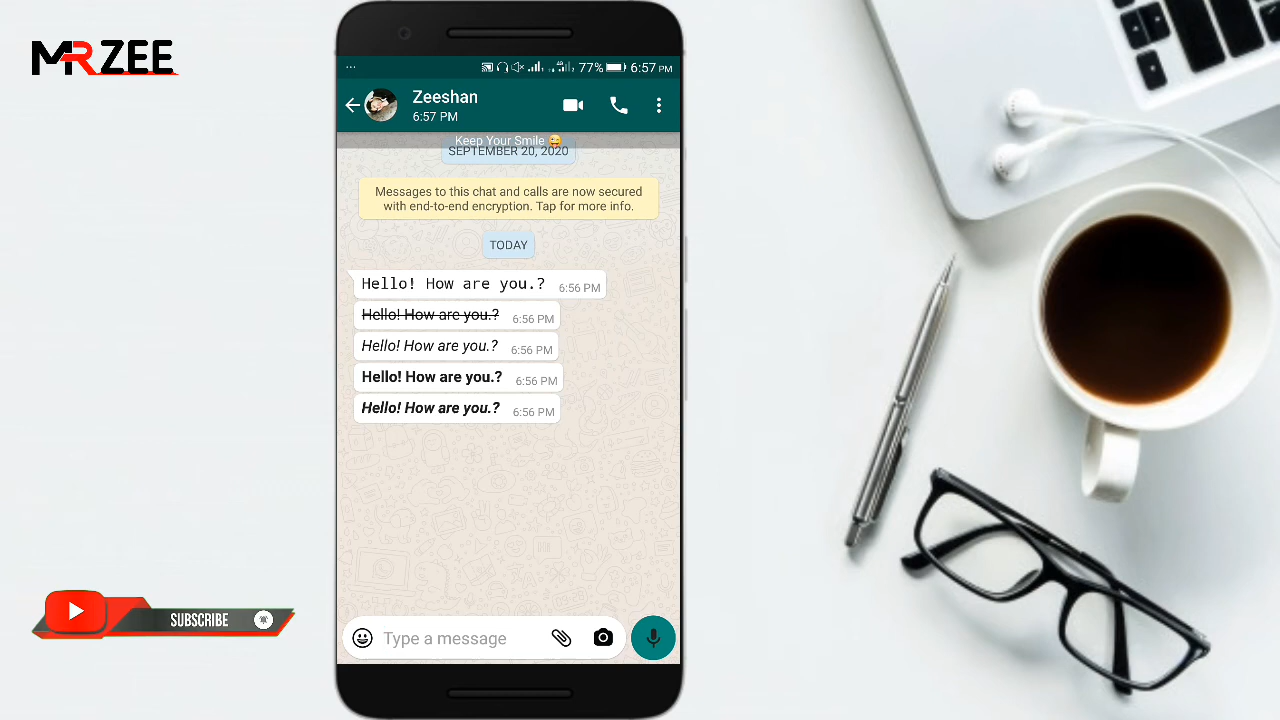 MR ZEE
... 77% 6:57 PM
Zeeshan
6:57 PM
Keep Your Smile 😜
SEPTEMBER 20, 2020
Messages to this chat and calls are now secured
with end-to-end encryption. Tap for more info.
TODAY
Hello! How are you.? 6:56 PM
Hello! How are you.? 6:56 PM
Hello! How are you.? 6:56 PM
Hello! How are you.? 6:56 PM
Hello! How are you.? 6:56 PM
Type a message
SUBSCRIBE